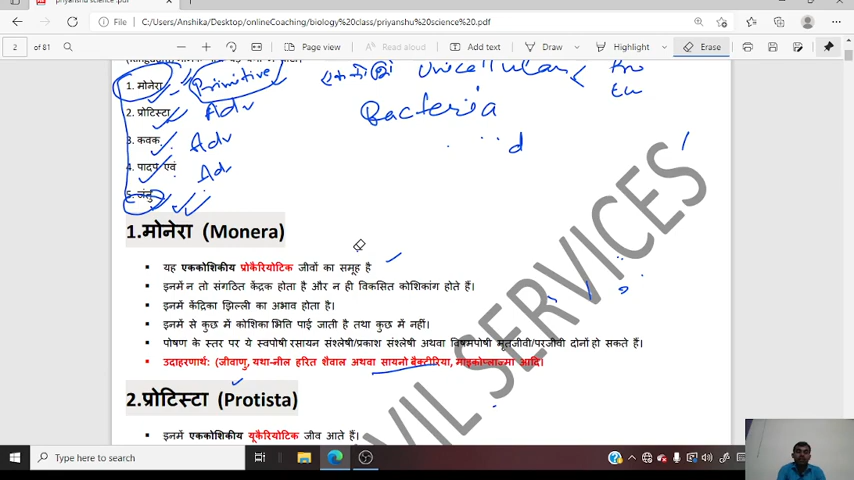 priyanshu science .pdf
File
C:/Users/Anshika/Desktop/onlineCoaching/biology%20class/priyanshu%20science%20.pdf
2 of 81
Page view
Read aloud
Add text
Draw
Highlight
Erase
1. मोनेरा Primitive एककोशिकी Unicellular Pro
Eu
2. प्रोटिस्टा Adv Bacteria
3. कवक Adv d
4. पादप एवं Adv
5. जंतु
1.मोनेरा (Monera)
यह एककोशिकीय प्रोकैरियोटिक जीवों का समूह है
इनमें न तो संगठित केंद्रक होता है और न ही विकसित कोशिकांग होते हैं।
इनमें केंद्रिका झिल्ली का अभाव होता है।
इनमें से कुछ में कोशिका भित्ति पाई जाती है तथा कुछ में नहीं।
पोषण के स्तर पर ये स्वपोषी रसायन संश्लेषी/प्रकाश संश्लेषी अथवा विषमपोषी मृतजीवी/परजीवी दोनों हो सकते हैं।
उदाहरणार्थ: (जीवाणु, यथा-नील हरित शैवाल अथवा सायनो बैक्टीरिया, माइकोप्लाज्मा आदि)
2.प्रोटिस्टा (Protista)
इनमें एककोशिकीय यूकैरियोटिक जीव आते हैं।
CIVIL SERVICES
Type here to search